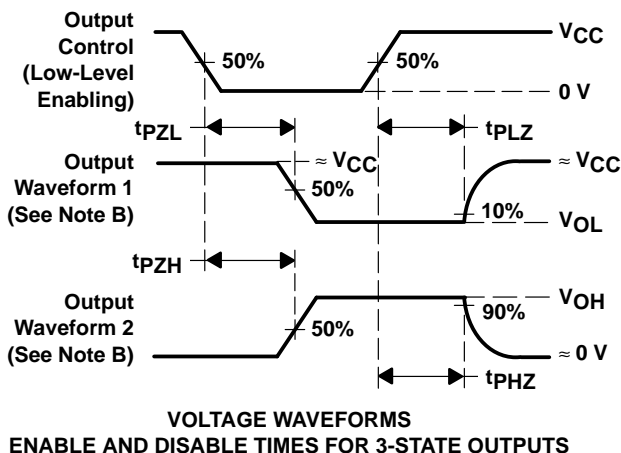 Output
Control
(Low-Level
Enabling)
50%
50%
VCC
0 V
tPZL
tPLZ
Output
Waveform 1
(See Note B)
≈ VCC
50%
≈ VCC
10%
VOL
tPZH
Output
Waveform 2
(See Note B)
50%
VOH
90%
≈ 0 V
tPHZ
VOLTAGE WAVEFORMS
ENABLE AND DISABLE TIMES FOR 3-STATE OUTPUTS